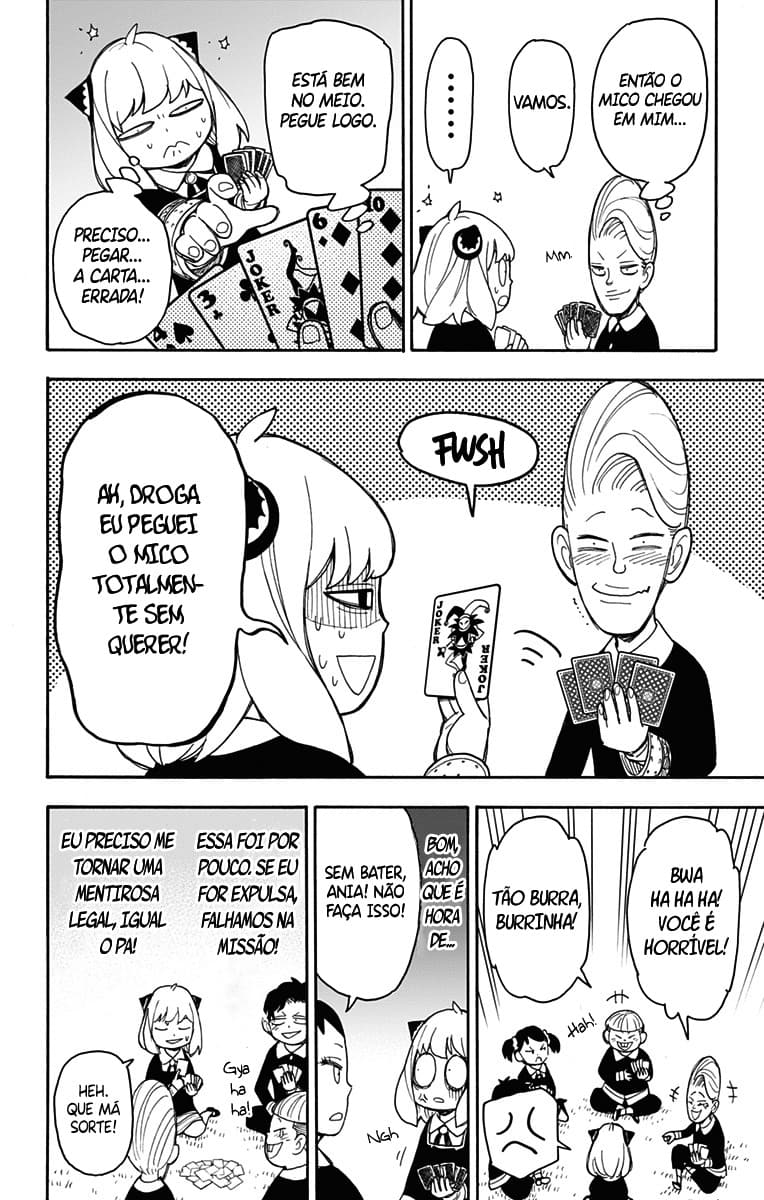 ENTÃO O
MICO CHEGOU
EM MIM...
VAMOS.
......
MM.
ESTÁ BEM
NO MEIO.
PEGUE LOGO.
PRECISO...
PEGAR...
A CARTA...
ERRADA!
4
3
JOKER
6
10
FWSH
AH, DROGA
EU PEGUEI
O MICO
TOTALMEN-
TE SEM
QUERER!
JOKER
JOKER
BWA
HA HA HA!
VOCÊ É
HORRÍVEL!
TÃO BURRA,
BURRINHA!
Hah!
BOM,
ACHO
QUE É
HORA
DE...
SEM BATER,
ANIA! NÃO
FAÇA ISSO!
NGH
ESSA FOI POR
POUCO. SE EU
FOR EXPULSA,
FALHAMOS NA
MISSÃO!
EU PRECISO ME
TORNAR UMA
MENTIROSA
LEGAL, IGUAL
O PA!
Gya
ha
ha!
HEH.
QUE MÁ
SORTE!